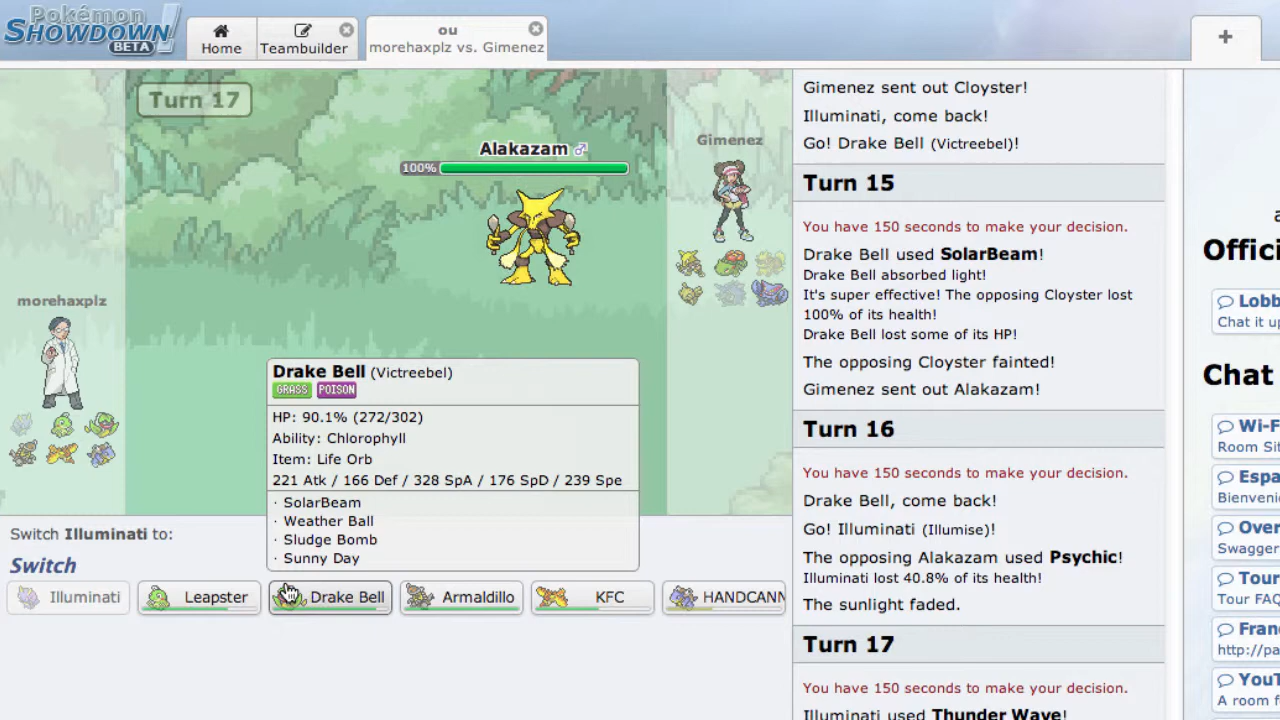 Pokémon
SHOWDOWN!
BETA
Home
Teambuilder
ou
morehaxplz vs. Gimenez
+
Turn 17
Alakazam ♂
100%
Gimenez
morehaxplz
Drake Bell (Victreebel)
GRASS POISON
HP: 90.1% (272/302)
Ability: Chlorophyll
Item: Life Orb
221 Atk / 166 Def / 328 SpA / 176 SpD / 239 Spe
· SolarBeam
· Weather Ball
· Sludge Bomb
· Sunny Day
Switch Illuminati to:
Switch
Illuminati
Leapster
Drake Bell
Armaldillo
KFC
HANDCANN
Gimenez sent out Cloyster!
Illuminati, come back!
Go! Drake Bell (Victreebel)!
Turn 15
You have 150 seconds to make your decision.
Drake Bell used SolarBeam!
Drake Bell absorbed light!
It's super effective! The opposing Cloyster lost
100% of its health!
Drake Bell lost some of its HP!
The opposing Cloyster fainted!
Gimenez sent out Alakazam!
Turn 16
You have 150 seconds to make your decision.
Drake Bell, come back!
Go! Illuminati (Illumise)!
The opposing Alakazam used Psychic!
Illuminati lost 40.8% of its health!
The sunlight faded.
Turn 17
You have 150 seconds to make your decision.
Illuminati used Thunder Wave!
Offici
Lobb
Chat it up
Chat
Wi-F
Room Sit
Espa
Bienveni
Over
Swagger
Tour
Tour FAQ
Fran
http://pa
YouT
A room f